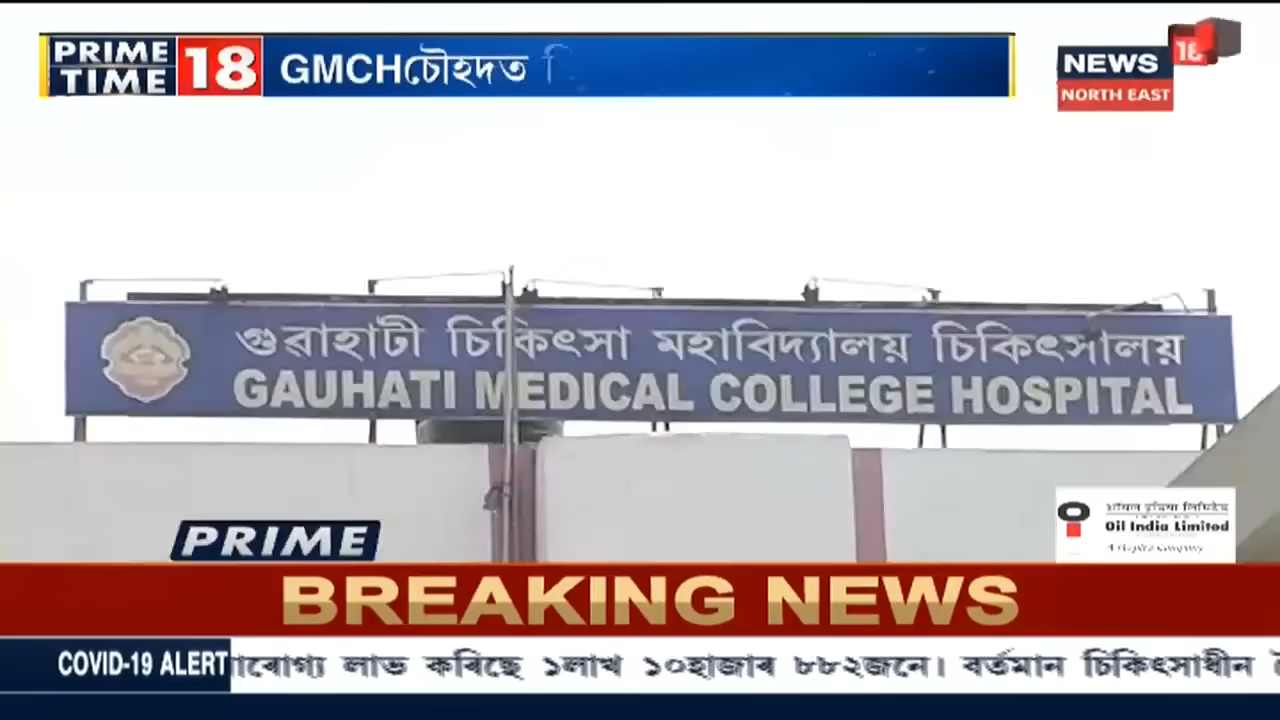 PRIME
TIME
18
GMCHচৌহদত
NEWS 18
NORTH EAST
গুৱাহাটী চিকিৎসা মহাবিদ্যালয় চিকিৎসালয়
GAUHATI MEDICAL COLLEGE HOSPITAL
PRIME
Oil India Limited
BREAKING NEWS
COVID-19 ALERT
াৰোগ্য লাভ কৰিছে ১লাখ ১০হাজাৰ ৮৮২জনে। বৰ্তমান চিকিৎসাধীন